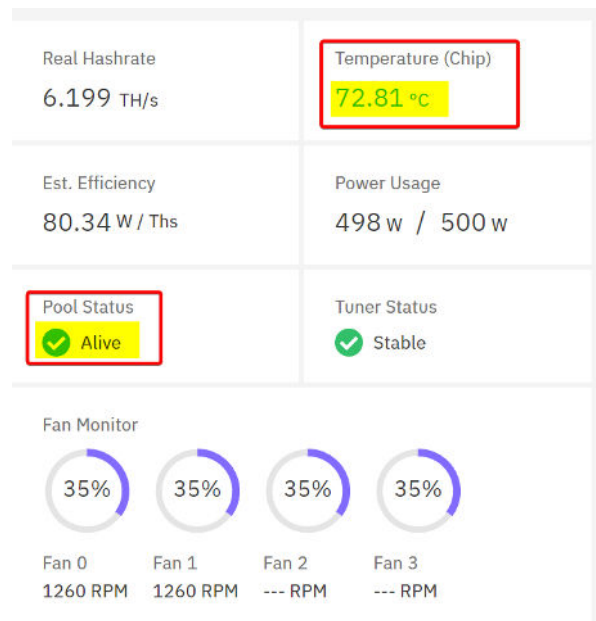 Real Hashrate
6.199 TH/s
Temperature (Chip)
72.81 °C
Est. Efficiency
80.34 W / Ths
Power Usage
498 W / 500 W
Pool Status
Alive
Tuner Status
Stable
Fan Monitor
35% 35% 35% 35%
Fan 0 Fan 1 Fan 2 Fan 3
1260 RPM 1260 RPM --- RPM --- RPM